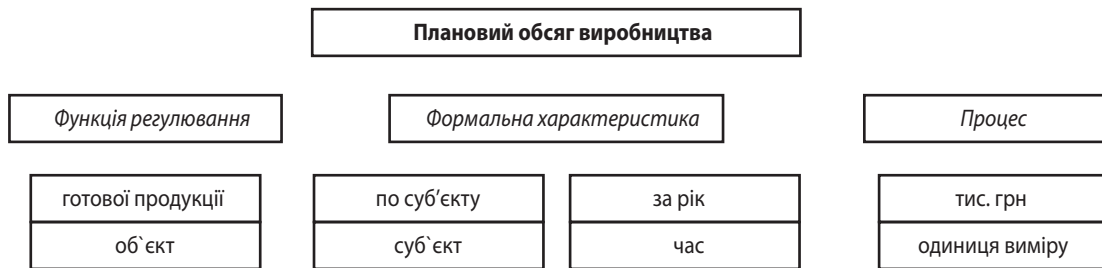 Плановий обсяг виробництва
Функція регулювання
Формальна характеристика
Процес
готової продукції
по суб’єкту
за рік
тис. грн
об`єкт
суб`єкт
час
одиниця виміру